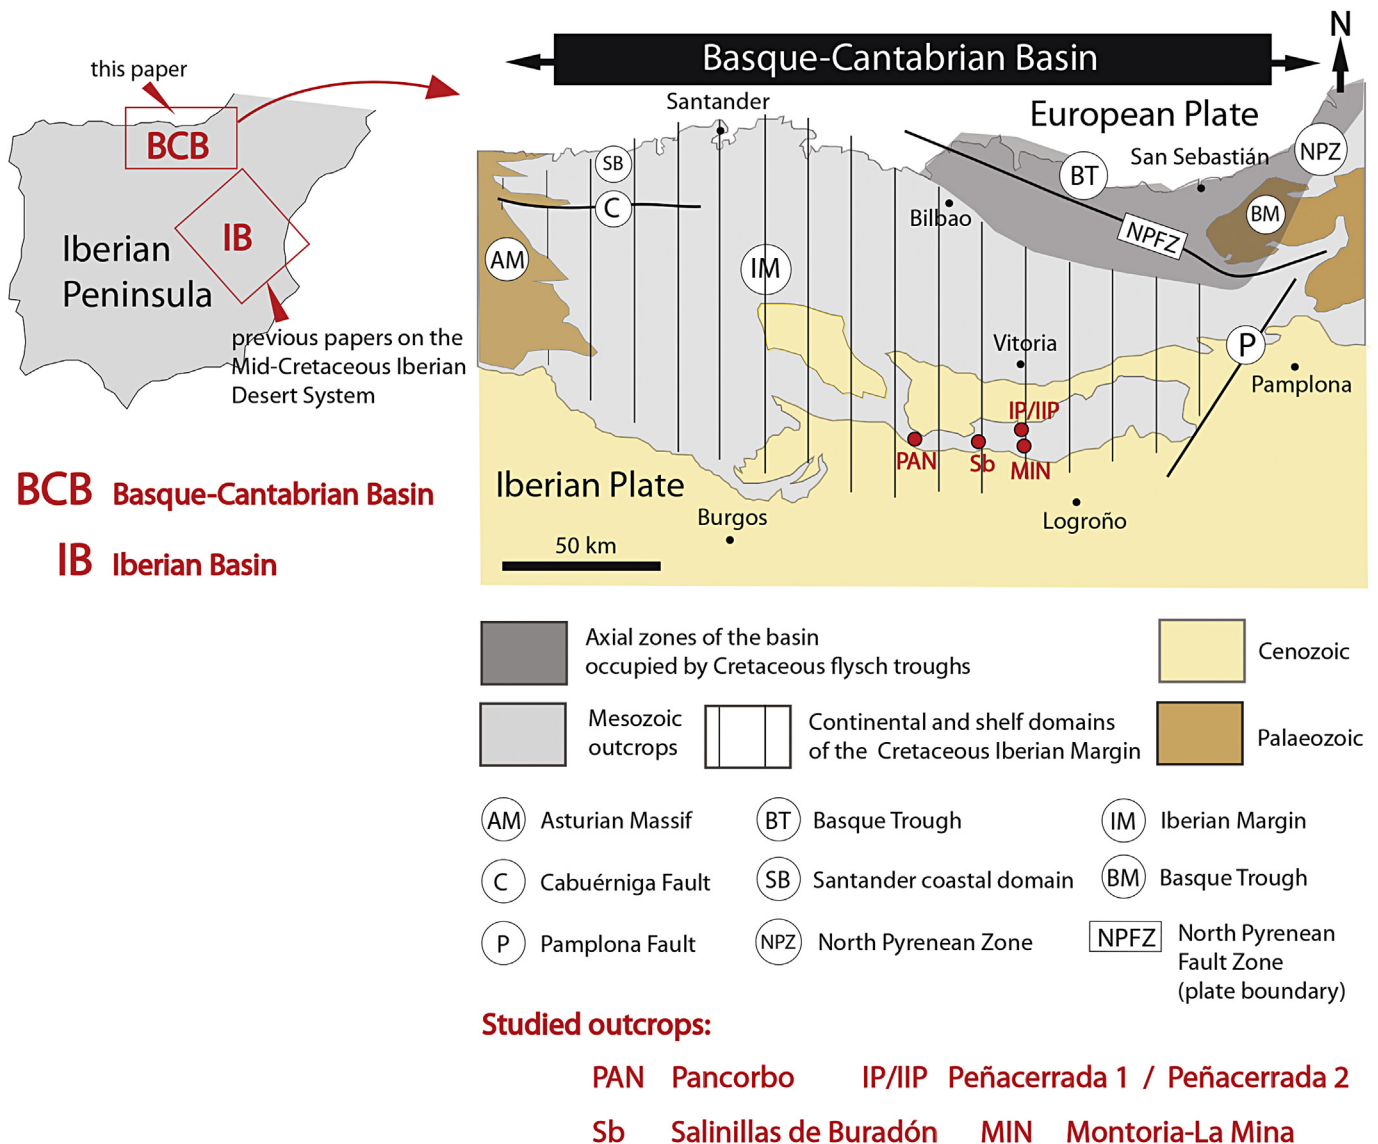 this paper
BCB
IB
Iberian
Peninsula
previous papers on the
Mid-Cretaceous Iberian
Desert System
BCB Basque-Cantabrian Basin
IB Iberian Basin
Basque-Cantabrian Basin
N
Santander
European Plate
San Sebastián
NPZ
SB
BT
C
Bilbao
BM
NPFZ
AM
IM
Vitoria
P
Pamplona
IP/IIP
PAN
Sb
MIN
Iberian Plate
Burgos
Logroño
50 km
Axial zones of the basin
occupied by Cretaceous flysch troughs
Cenozoic
Mesozoic
outcrops
Continental and shelf domains
of the Cretaceous Iberian Margin
Palaeozoic
AM Asturian Massif
BT Basque Trough
IM Iberian Margin
C Cabuérniga Fault
SB Santander coastal domain
BM Basque Trough
P Pamplona Fault
NPZ North Pyrenean Zone
NPFZ North Pyrenean
Fault Zone
(plate boundary)
Studied outcrops:
PAN Pancorbo IP/IIP Peñacerrada 1 / Peñacerrada 2
Sb Salinillas de Buradón MIN Montoria-La Mina